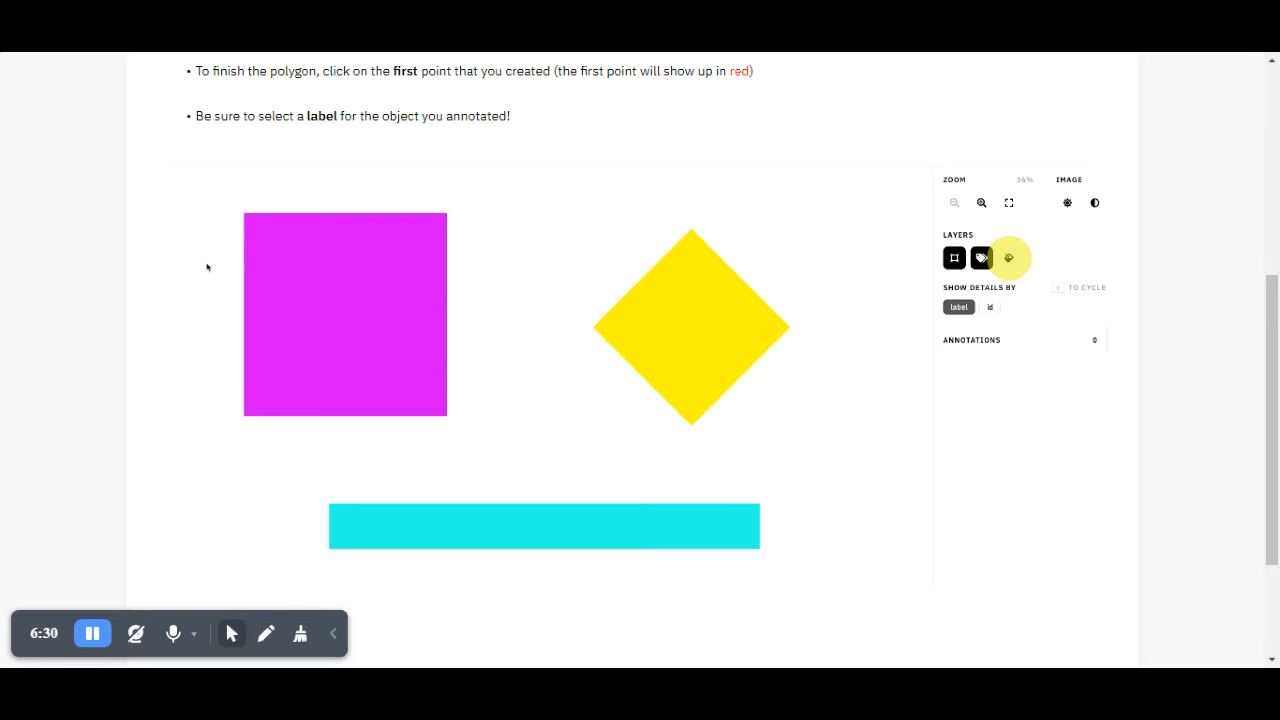 • To finish the polygon, click on the first point that you created (the first point will show up in red)
• Be sure to select a label for the object you annotated!
ZOOM 36% IMAGE
LAYERS
SHOW DETAILS BY TO CYCLE
label id
ANNOTATIONS 0
6:30